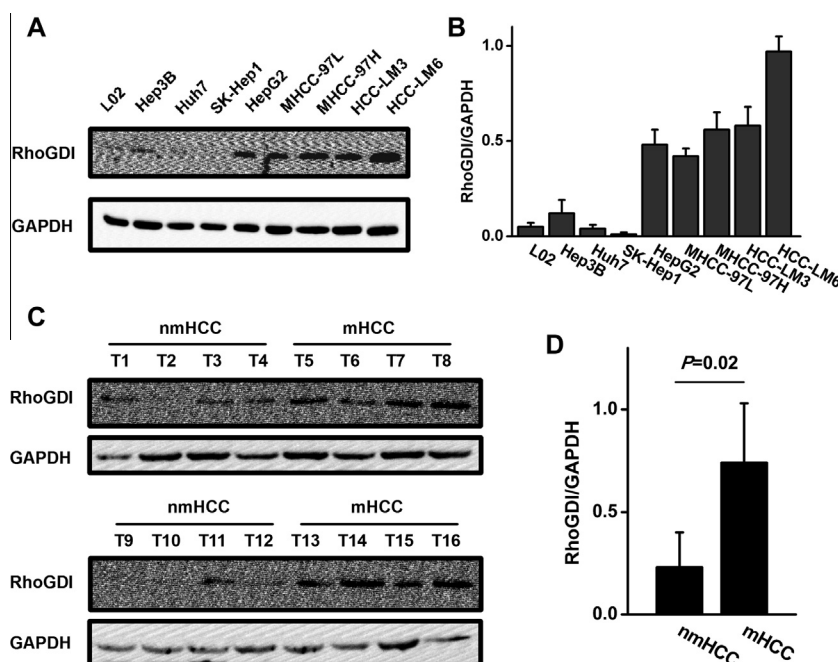 A
L02 Hep3B Huh7 SK-Hep1 HepG2 MHCC-97L MHCC-97H HCC-LM3 HCC-LM6
RhoGDI
GAPDH
B
RhoGDI/GAPDH
1.0
0.5
0.0
L02 Hep3B Huh7 SK-Hep1 HepG2 MHCC-97L MHCC-97H HCC-LM3 HCC-LM6
C
nmHCC mHCC
T1 T2 T3 T4 T5 T6 T7 T8
RhoGDI
GAPDH
nmHCC mHCC
T9 T10 T11 T12 T13 T14 T15 T16
RhoGDI
GAPDH
D
P=0.02
RhoGDI/GAPDH
1.0
0.5
0.0
nmHCC mHCC